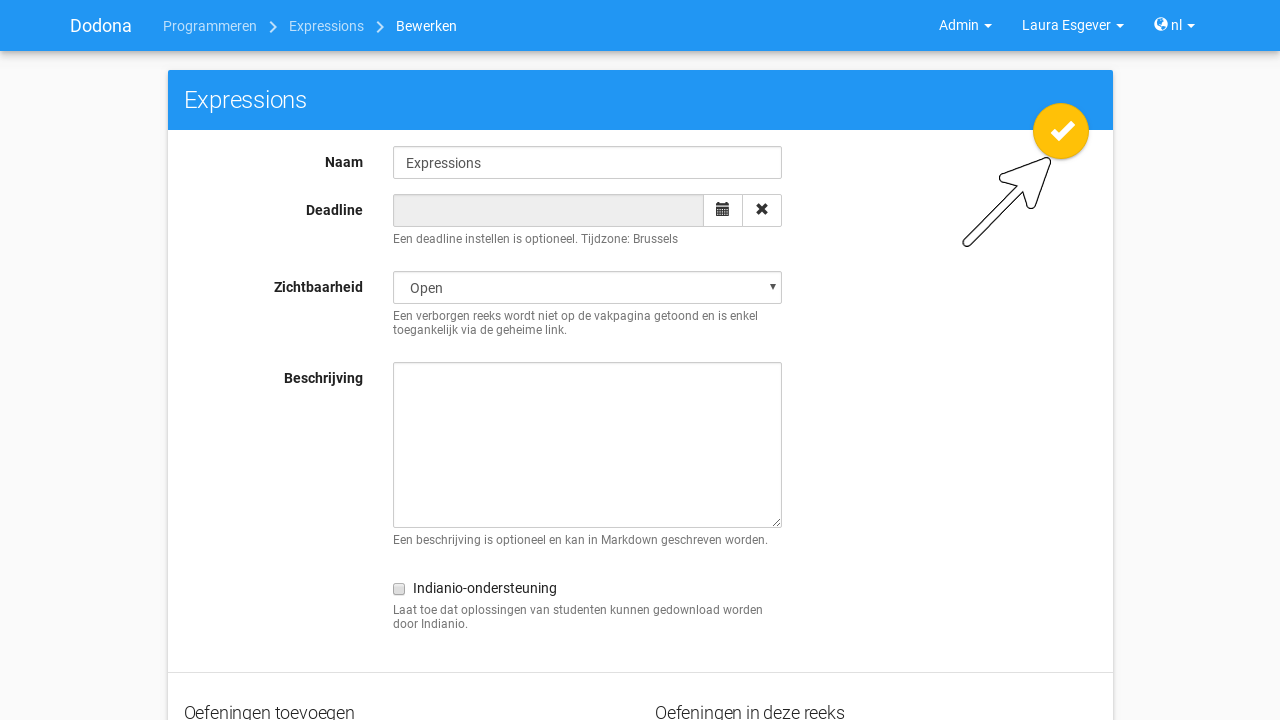 Dodona Programmeren Expressions Bewerken Admin Laura Esgever nl
Expressions
Naam Expressions
Deadline
Een deadline instellen is optioneel. Tijdzone: Brussels
Zichtbaarheid Open
Een verborgen reeks wordt niet op de vakpagina getoond en is enkel
toegankelijk via de geheime link.
Beschrijving
Een beschrijving is optioneel en kan in Markdown geschreven worden.
Indianio-ondersteuning
Laat toe dat oplossingen van studenten kunnen gedownload worden
door Indianio.
Oefeningen toevoegen Oefeningen in deze reeks